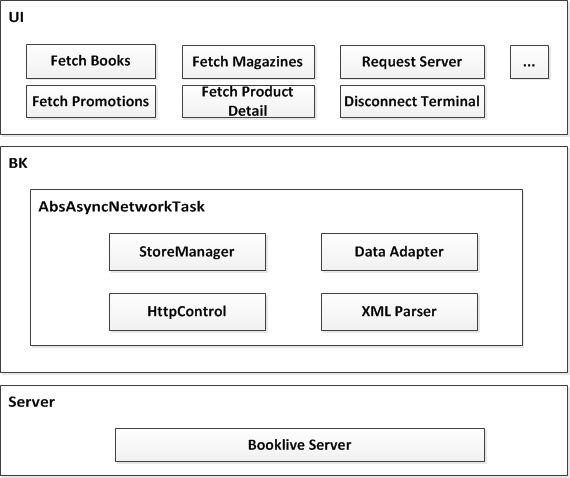 UI
Fetch Books
Fetch Magazines
Request Server
...
Fetch Promotions
Fetch Product
Detail
Disconnect Terminal
BK
AbsAsyncNetworkTask
StoreManager
Data Adapter
HttpControl
XML Parser
Server
Booklive Server